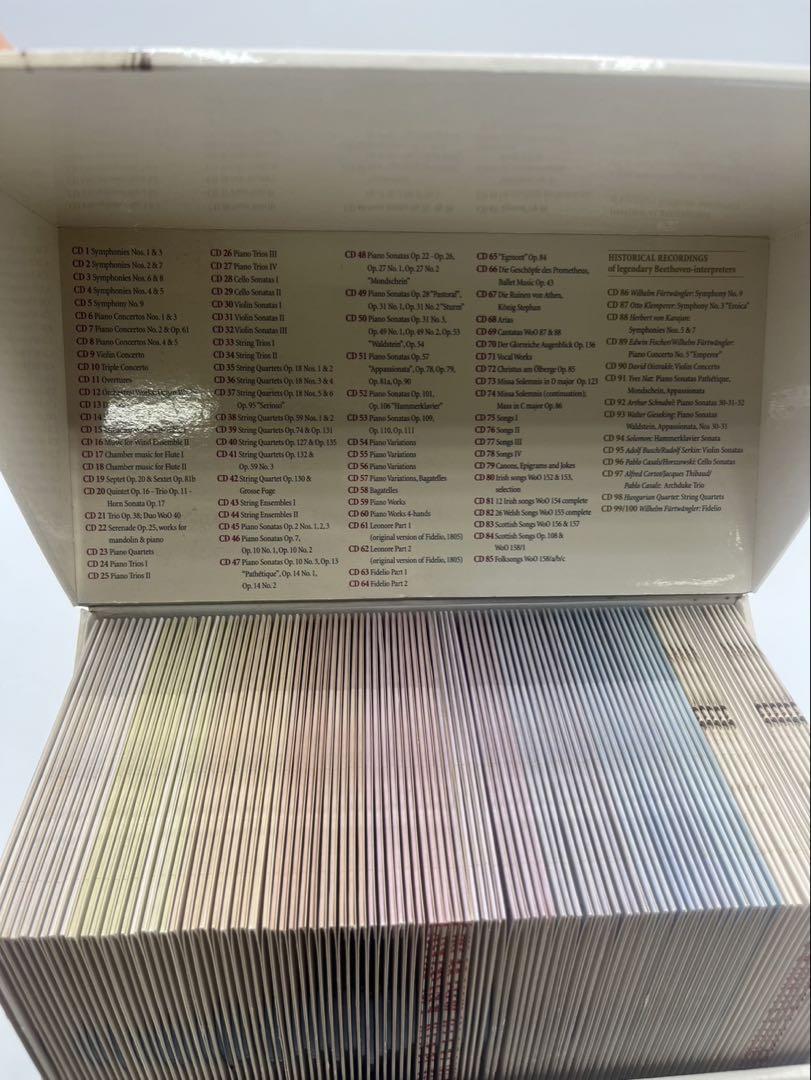 CD 1 Symphonies Nos. 1 & 3
CD 2 Symphonies Nos. 2 & 7
CD 3 Symphonies Nos. 6 & 8
CD 4 Symphonies Nos. 4 & 5
CD 5 Symphony No. 9
CD 6 Piano Concertos Nos. 1 & 3
CD 7 Piano Concertos No. 2 & Op. 61
CD 8 Piano Concertos Nos. 4 & 5
CD 9 Violin Concerto
CD 10 Triple Concerto
CD 11 Overtures
CD 12
CD 13
CD 14
CD 15
CD 16 Music for Wind Ensemble II
CD 17 Chamber music for Flute I
CD 18 Chamber music for Flute II
CD 19 Septet Op. 20 & Sextet Op. 81b
CD 20 Quintet Op. 16 - Trio Op. 11 -
Horn Sonata Op. 17
CD 21 Trio Op. 38; Duo WoO 40
CD 22 Serenade Op. 25, works for
mandolin & piano
CD 23 Piano Quartets
CD 24 Piano Trios I
CD 25 Piano Trios II
CD 26 Piano Trios III
CD 27 Piano Trios IV
CD 28 Cello Sonatas I
CD 29 Cello Sonatas II
CD 30 Violin Sonatas I
CD 31 Violin Sonatas II
CD 32 Violin Sonatas III
CD 33 String Trios I
CD 34 String Trios II
CD 35 String Quartets Op. 18 Nos. 1 & 2
CD 36 String Quartets Op. 18 Nos. 3 & 4
CD 37 String Quartets Op. 18 Nos. 5 & 6
Op. 95 "Serioso"
CD 38 String Quartets Op. 59 Nos. 1 & 2
CD 39 String Quartets Op. 74 & Op. 131
CD 40 String Quartets Op. 127 & Op. 135
CD 41 String Quartets Op. 132 &
Op. 59 No. 3
CD 42 String Quartet Op. 130 &
Grosse Fuge
CD 43 String Ensembles I
CD 44 String Ensembles II
CD 45 Piano Sonatas Op. 2 Nos. 1, 2, 3
CD 46 Piano Sonatas Op. 7,
Op. 10 No. 1, Op. 10 No. 2
CD 47 Piano Sonatas Op. 10 No. 3, Op. 13
"Pathétique", Op. 14 No. 1,
Op. 14 No. 2
CD 48 Piano Sonatas Op. 22 - Op. 26,
Op. 27 No. 1, Op. 27 No. 2
"Mondschein"
CD 49 Piano Sonatas Op. 28 "Pastoral",
Op. 31 No. 1, Op. 31 No. 2 "Sturm"
CD 50 Piano Sonatas Op. 31 No. 3,
Op. 49 No. 1, Op. 49 No. 2, Op. 53
"Waldstein", Op. 54
CD 51 Piano Sonatas Op. 57
"Appassionata", Op. 78, Op. 79,
Op. 81a, Op. 90
CD 52 Piano Sonatas Op. 101,
Op. 106 "Hammerklavier"
CD 53 Piano Sonatas Op. 109,
Op. 110, Op. 111
CD 54 Piano Variations
CD 55 Piano Variations
CD 56 Piano Variations
CD 57 Piano Variations, Bagatelles
CD 58 Bagatelles
CD 59 Piano Works
CD 60 Piano Works 4-hands
CD 61 Leonore Part 1
(original version of Fidelio, 1805)
CD 62 Leonore Part 2
(original version of Fidelio, 1805)
CD 63 Fidelio Part 1
CD 64 Fidelio Part 2
CD 65 "Egmont" Op. 84
CD 66 Die Geschöpfe des Prometheus,
Ballet Music Op. 43
CD 67 Die Ruinen von Athen,
König Stephan
CD 68 Arias
CD 69 Cantatas WoO 87 & 88
CD 70 Der Glorreiche Augenblick Op. 136
CD 71 Vocal Works
CD 72 Christus am Ölberge Op. 85
CD 73 Missa Solemnis in D major Op. 123
CD 74 Missa Solemnis (continuation);
Mass in C major Op. 86
CD 75 Songs I
CD 76 Songs II
CD 77 Songs III
CD 78 Songs IV
CD 79 Canons, Epigrams and Jokes
CD 80 Irish songs WoO 152 & 153,
selection
CD 81 12 Irish songs WoO 154 complete
CD 82 26 Welsh Songs WoO 155 complete
CD 83 Scottish Songs WoO 156 & 157
CD 84 Scottish Songs Op. 108 &
WoO 158/1
CD 85 Folksongs WoO 158/a/b/c
HISTORICAL RECORDINGS
of legendary Beethoven-interpreters
CD 86 Wilhelm Furtwängler: Symphony No. 9
CD 87 Otto Klemperer: Symphony No. 3 "Eroica"
CD 88 Herbert von Karajan:
Symphonies Nos. 5 & 7
CD 89 Edwin Fischer/Wilhelm Furtwängler:
Piano Concerto No. 5 "Emperor"
CD 90 David Oistrakh: Violin Concerto
CD 91 Yves Nat: Piano Sonatas Pathétique,
Mondschein, Appassionata
CD 92 Arthur Schnabel: Piano Sonatas 30-31-32
CD 93 Walter Gieseking: Piano Sonatas
Waldstein, Appassionata, Nos 30-31
CD 94 Solomon: Hammerklavier Sonata
CD 95 Adolf Busch/Rudolf Serkin: Violin Sonatas
CD 96 Pablo Casals/Horszowski: Cello Sonatas
CD 97 Alfred Cortot/Jacques Thibaud/
Pablo Casals: Archduke Trio
CD 98 Hungarian Quartet: String Quartets
CD 99/100 Wilhelm Furtwängler: Fidelio